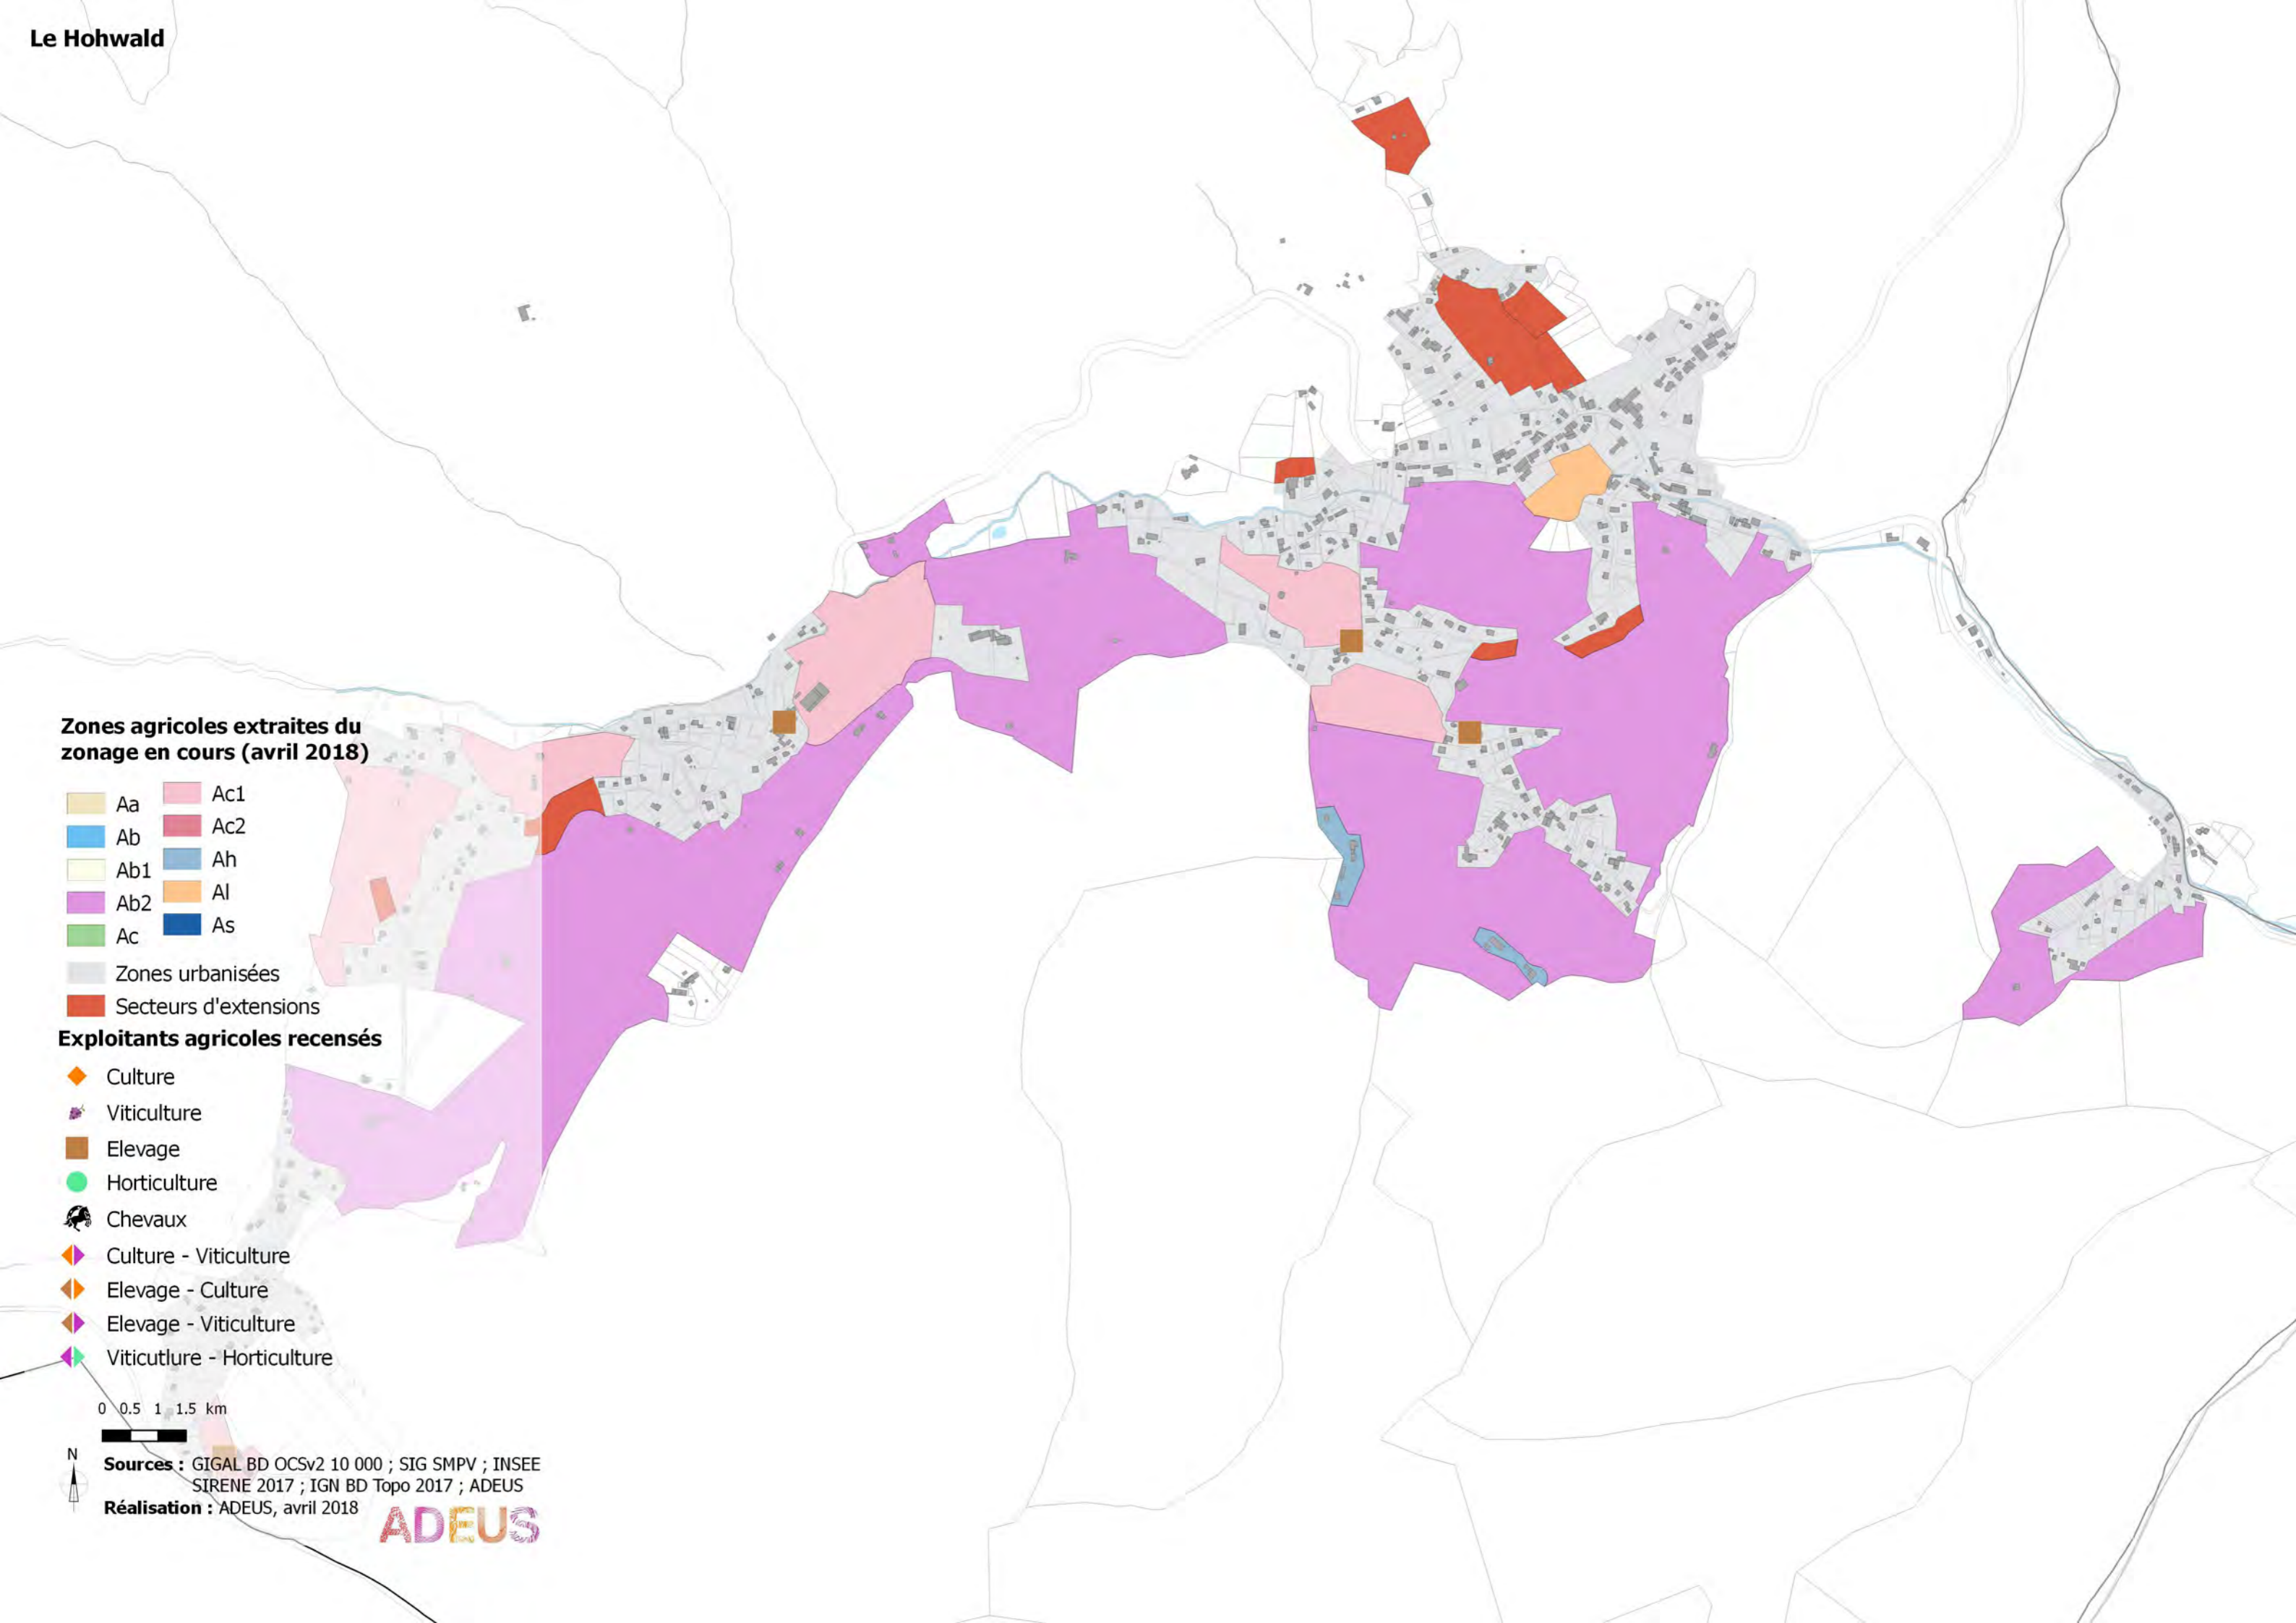 Le Hohwald
Zones agricoles extraites du
zonage en cours (avril 2018)
Aa
Ab
Ab1
Ab2
Ac
Ac1
Ac2
Ah
Al
As
Zones urbanisées
Secteurs d'extensions
Exploitants agricoles recensés
Culture
Viticulture
Elevage
Horticulture
Chevaux
Culture - Viticulture
Elevage - Culture
Elevage - Viticulture
Viticutlure - Horticulture
0 0.5 1 1.5 km
N
Sources : GIGAL BD OCSv2 10 000 ; SIG SMPV ; INSEE
SIRENE 2017 ; IGN BD Topo 2017 ; ADEUS
Réalisation : ADEUS, avril 2018
ADEUS